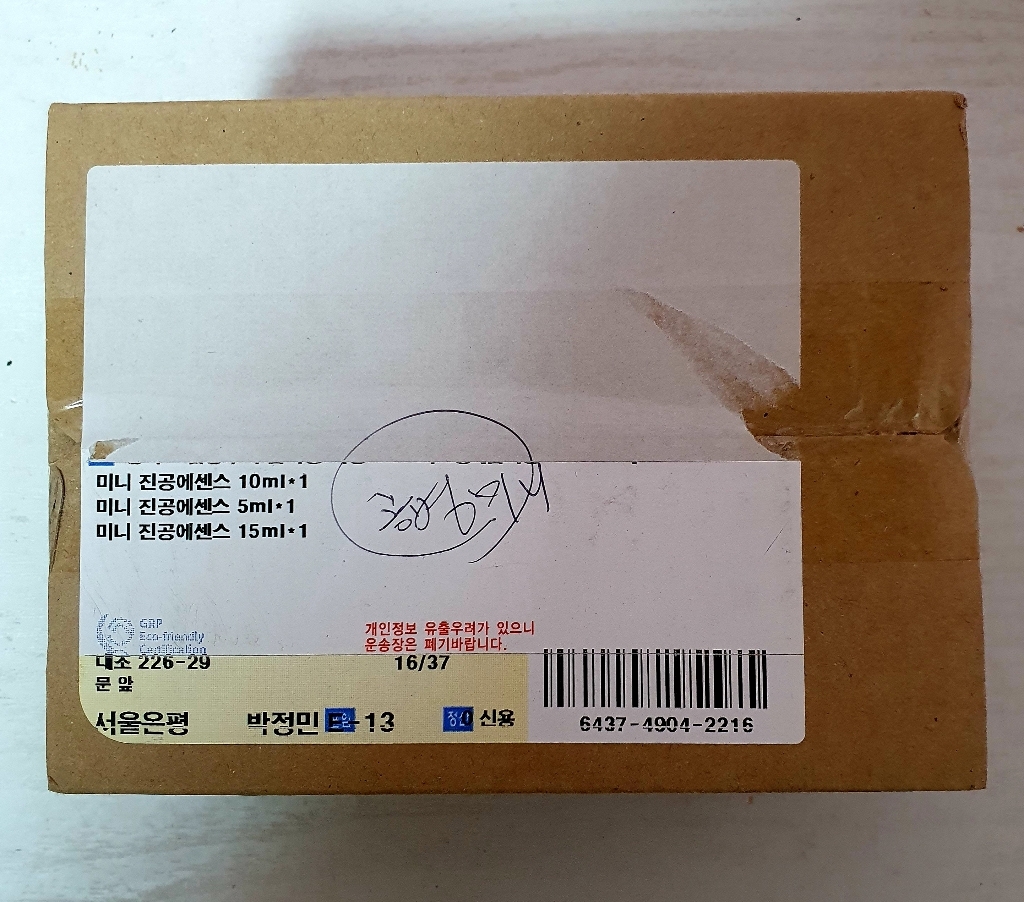 미니 진공에센스 10ml*1
미니 진공에센스 5ml*1
미니 진공에센스 15ml*1
GRP
Eco-friendly
Certification
개인정보 유출우려가 있으니
운송장은 폐기바랍니다.
대조 226-29 16/37
문 앞
서울은평 박정민 E-13 신용
6437-4904-2216